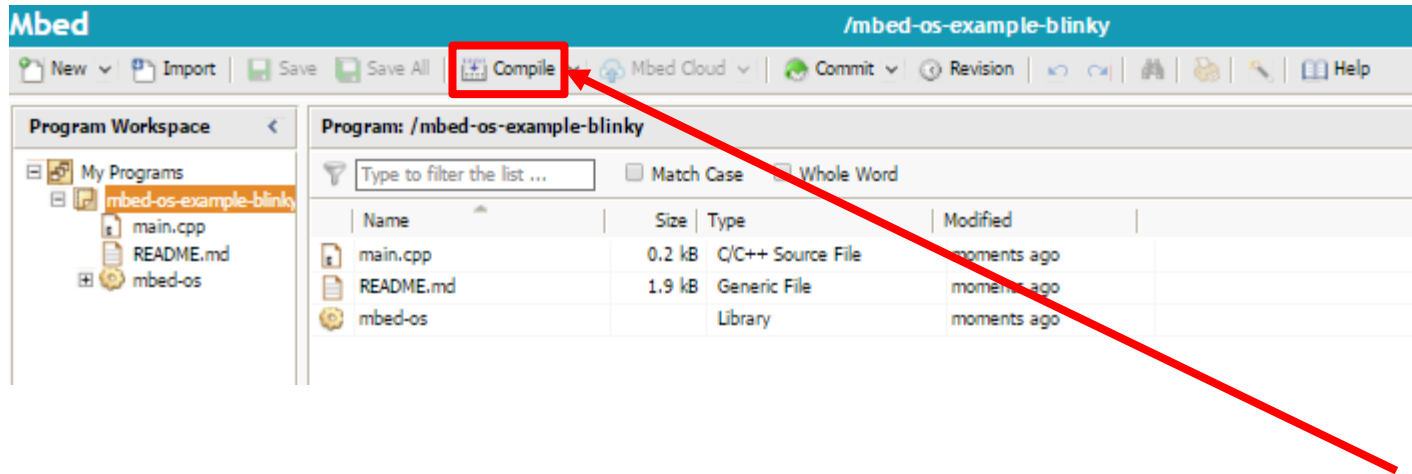 Mbed /mbed-os-example-blinky
New Import Save Save All Compile Mbed Cloud Commit Revision Help
Program Workspace < Program: /mbed-os-example-blinky
My Programs Type to filter the list ... Match Case Whole Word
mbed-os-example-blinky
main.cpp Name Size Type Modified
README.md main.cpp 0.2 kB C/C++ Source File moments ago
mbed-os README.md 1.9 kB Generic File moments ago
mbed-os Library moments ago